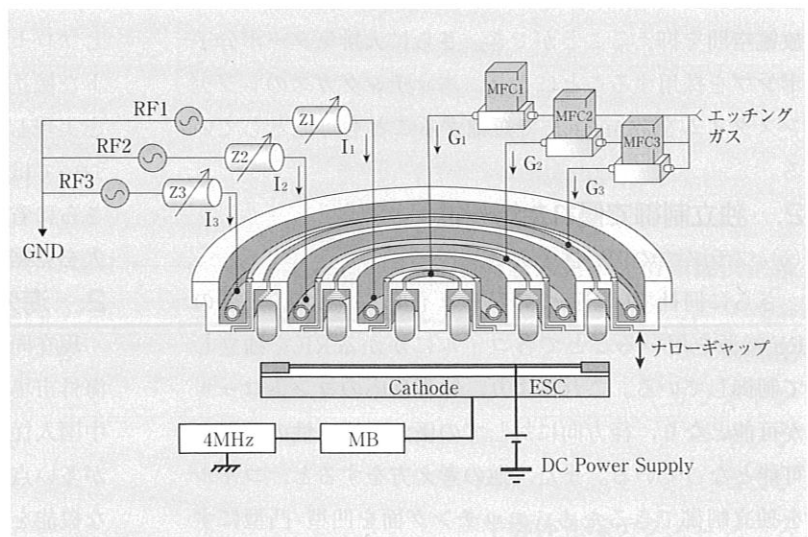 RF1
RF2
RF3
Z1
Z2
Z3
I1
I2
I3
GND
MFC1
MFC2
MFC3
G1
G2
G3
エッチング
ガス
ナローギャップ
Cathode
ESC
4MHz
MB
DC Power Supply